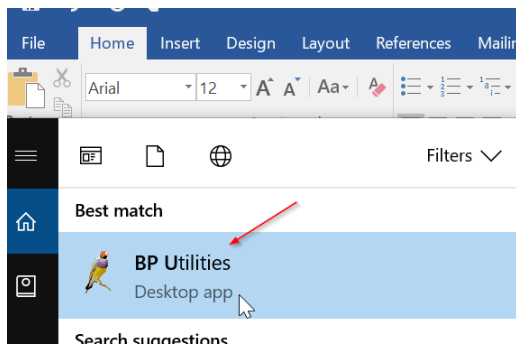 File Home Insert Design Layout References
Arial 12 A A Aa
Filters
Best match
BP Utilities
Desktop app
Search suggestions